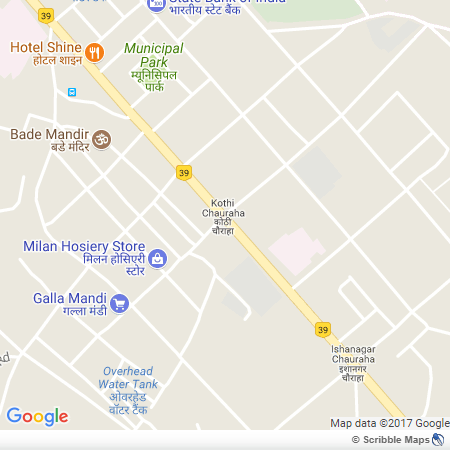 State Bank of India
भारतीय स्टेट बैंक
39
Hotel Shine
होटल शाइन
Municipal
Park
म्यूनिसिपल
पार्क
Bade Mandir
बडे मंदिर
39
Kothi
Chauraha
कोठी
चौराहा
Milan Hosiery Store
मिलन होसिएरी
स्टोर
Galla Mandi
गल्ला मंडी
39
Ishanagar
Chauraha
इशानगर
चौराहा
Overhead
Water Tank
ओवरहेड
वॉटर टैंक
Google
Map data ©2017 Google
© Scribble Maps